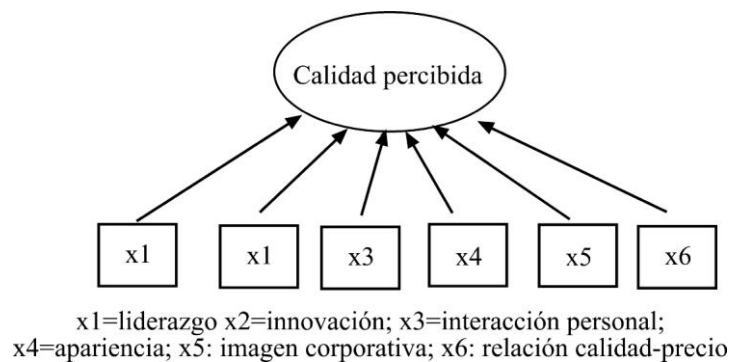 Calidad percibida
x1 x1 x3 x4 x5 x6
x1=liderazgo x2=innovación; x3=interacción personal;
x4=apariencia; x5: imagen corporativa; x6: relación calidad-precio